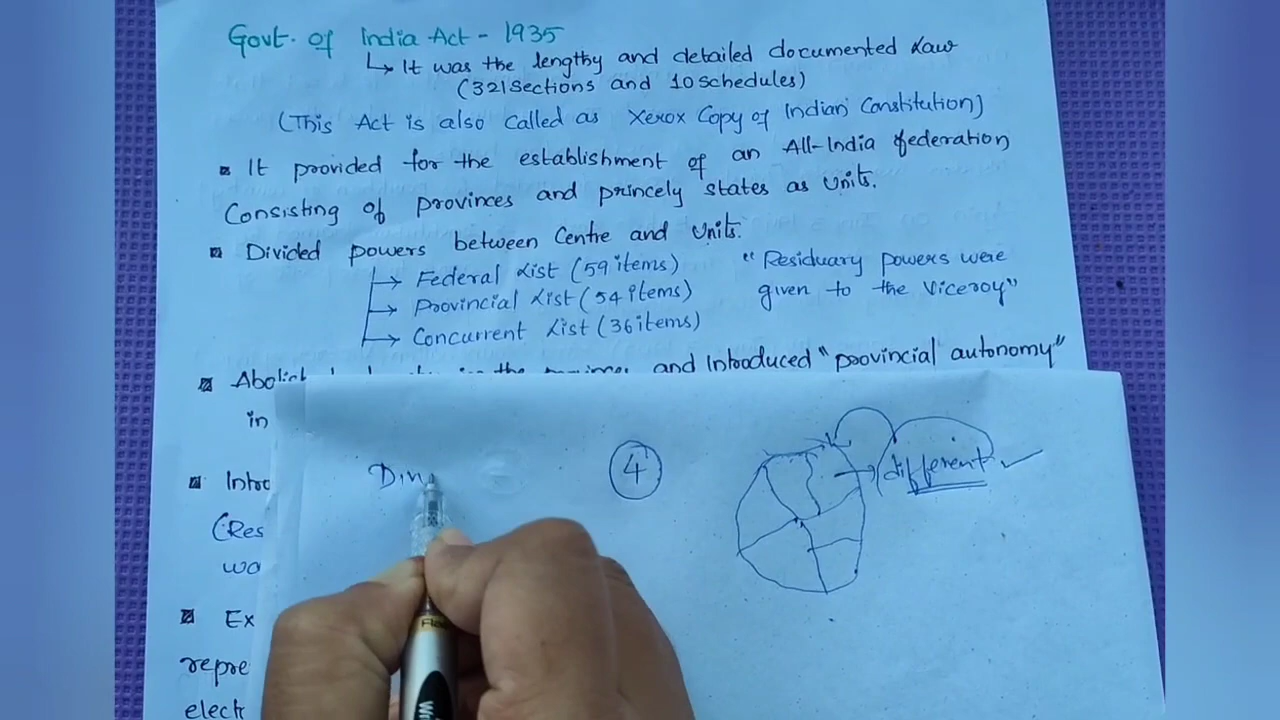 Govt. of India Act - 1935
↳ It was the lengthy and detailed documented Law
(321 Sections and 10 Schedules)
(This Act is also called as Xerox Copy of Indian Constitution)
It provided for the establishment of an All-India federation
Consisting of provinces and princely states as Units.
Divided powers between Centre and Units.
→ Federal List (59 items)
→ Provincial List (54 items)
→ Concurrent List (36 items)
"Residuary powers were
given to the Viceroy"
and Introduced "provincial autonomy"
in
Intro
(Res
Ex
repre
elect
4
different